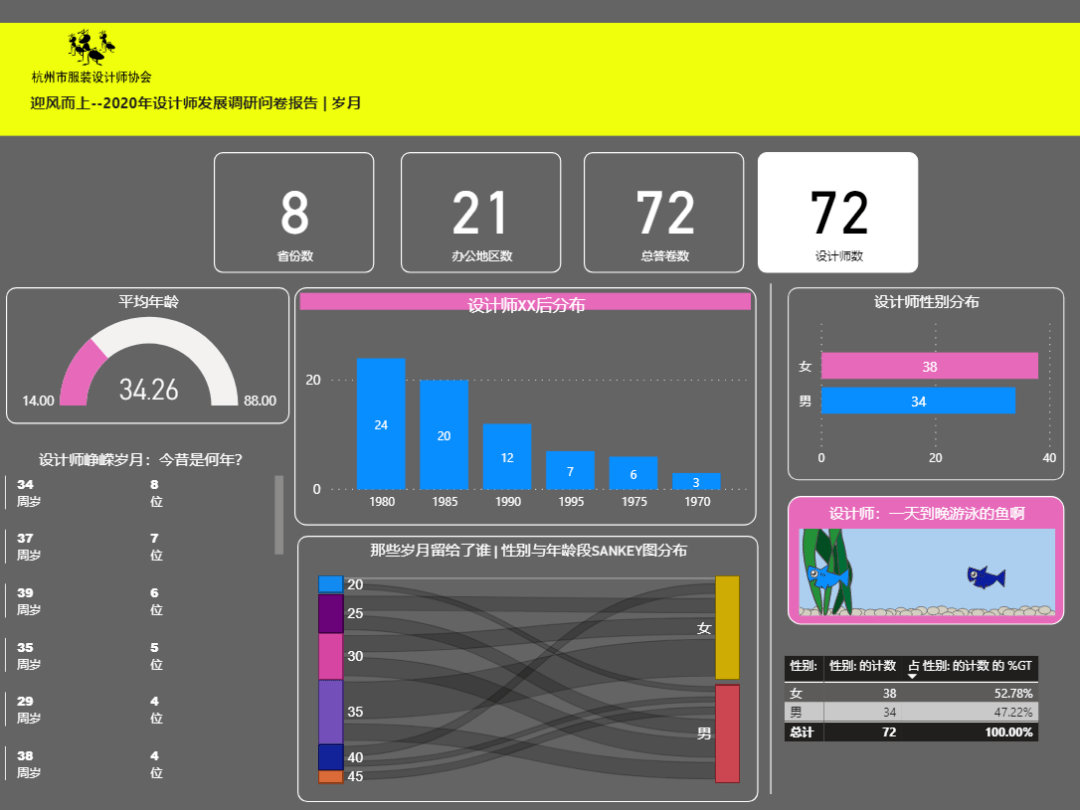 杭州市服装设计师协会
迎风而上--2020年设计师发展调研问卷报告 | 岁月
8
省份数
21
办公地区数
72
总答卷数
72
设计师数
平均年龄
34.26
14.00
88.00
设计师峥嵘岁月：今昔是何年?
34 8
周岁 位
37 7
周岁 位
39 6
周岁 位
35 5
周岁 位
29 4
周岁 位
38 4
周岁 位
设计师XX后分布
20
0
24
20
12
7
6
3
1980 1985 1990 1995 1975 1970
那些岁月留给了谁 | 性别与年龄段SANKEY图分布
20
25
30
35
40
45
女
男
设计师性别分布
女 38
男 34
0 20 40
设计师：一天到晚游泳的鱼啊
性别: 性别: 的计数 占 性别: 的计数 的 %GT
女 38 52.78%
男 34 47.22%
总计 72 100.00%